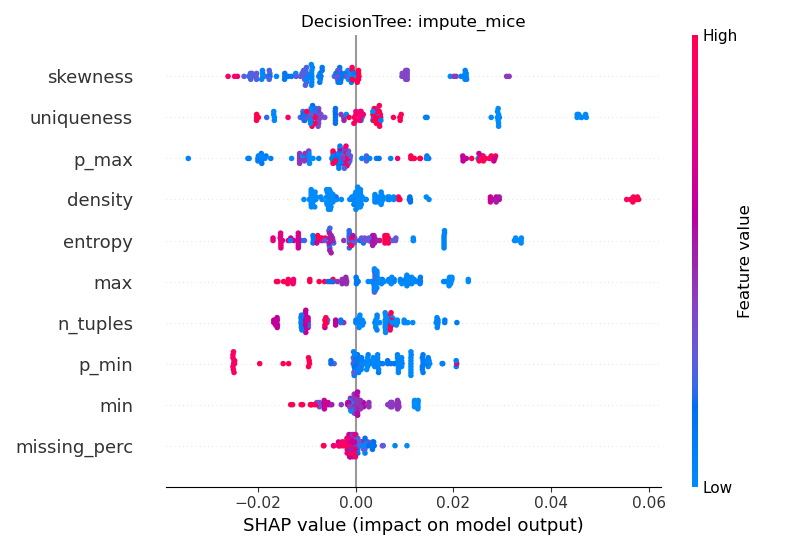 DecisionTree: impute_mice
High
skewness
uniqueness
p_max
density
entropy
max
n_tuples
p_min
min
missing_perc
Feature value
Low
−0.02 0.00 0.02 0.04 0.06
SHAP value (impact on model output)